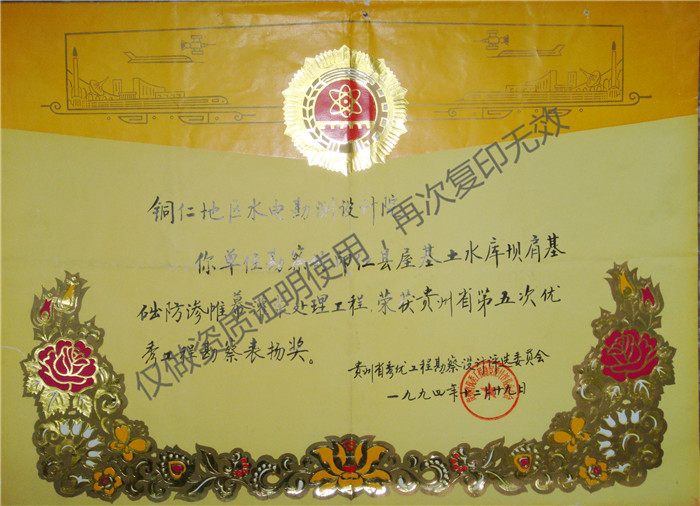 铜仁地区水电勘测设计院
你单位勘察的铜仁县屋基土水库坝肩基
础防渗帷幕灌浆处理工程，荣获贵州省第五次优
秀工程勘察表扬奖。
贵州省秀优工程勘察设计评选委员会
一九九四年十二月十九日
仅做资质证明使用！再次复印无效